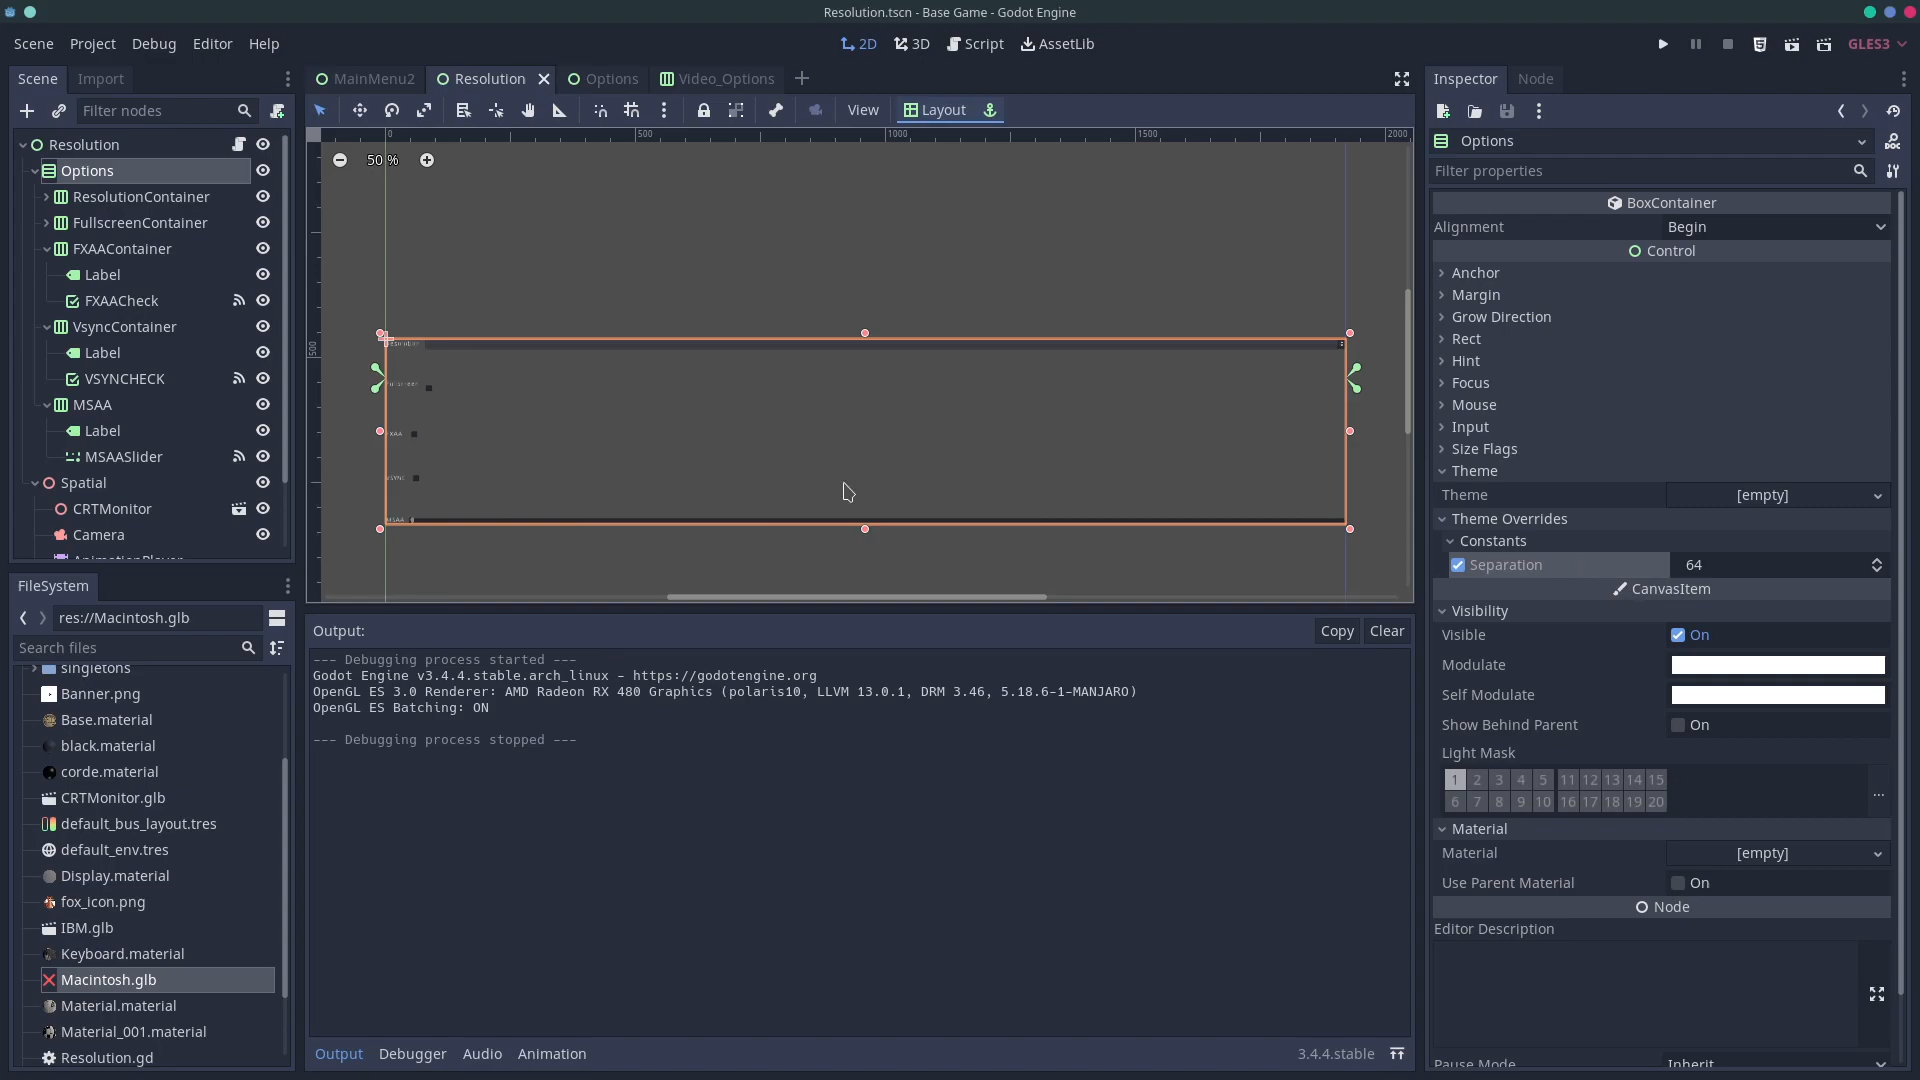 Resolution.tscn - Base Game - Godot Engine
Scene Project Debug Editor Help
2D 3D Script AssetLib
GLES3
Scene Import
MainMenu2 Resolution Options Video_Options
Inspector Node
Filter nodes
View Layout
Resolution
Options
ResolutionContainer
FullscreenContainer
FXAAContainer
Label
FXAACheck
VsyncContainer
Label
VSYNCHECK
MSAA
Label
MSAASlider
Spatial
CRTMonitor
Camera
AnimationPlayer
FileSystem
res://Macintosh.glb
Search files
singletons
Banner.png
Base.material
black.material
corde.material
CRTMonitor.glb
default_bus_layout.tres
default_env.tres
Display.material
fox_icon.png
IBM.glb
Keyboard.material
Macintosh.glb
Material.material
Material_001.material
Resolution.gd
0 500 1000 1500 2000
50 %
500
Resolution
Fullscreen
FXAA
VSYNC
MSAA
Output:
Copy Clear
--- Debugging process started ---
Godot Engine v3.4.4.stable.arch_linux - https://godotengine.org
OpenGL ES 3.0 Renderer: AMD Radeon RX 480 Graphics (polaris10, LLVM 13.0.1, DRM 3.46, 5.18.6-1-MANJARO)
OpenGL ES Batching: ON
--- Debugging process stopped ---
Output Debugger Audio Animation
3.4.4.stable
Options
Filter properties
BoxContainer
Alignment Begin
Control
Anchor
Margin
Grow Direction
Rect
Hint
Focus
Mouse
Input
Size Flags
Theme
Theme [empty]
Theme Overrides
Constants
Separation 64
CanvasItem
Visibility
Visible On
Modulate
Self Modulate
Show Behind Parent On
Light Mask
1 2 3 4 5 11 12 13 14 15
6 7 8 9 10 16 17 18 19 20
...
Material
Material [empty]
Use Parent Material On
Node
Editor Description
Pause Mode Inherit